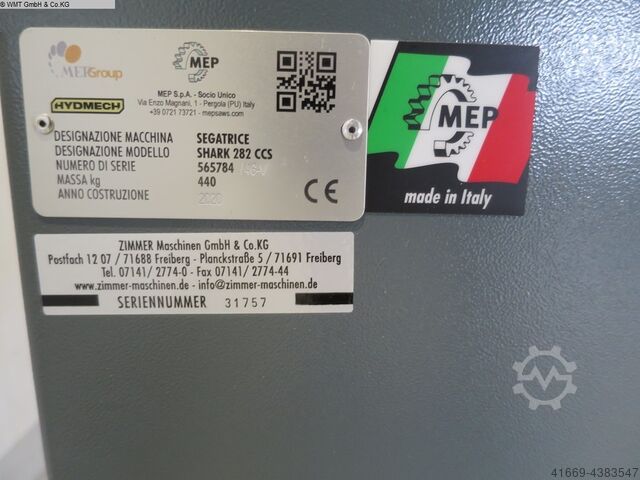 © WMT GmbH & Co.KG
MEPGroup
MEP
HYDMECH
MEP S.p.A. - Socio Unico
Via Enzo Magnani, 1 - Pergola (PU) Italy
+39 0721 73721 - mepsaws.com
DESIGNAZIONE MACCHINA SEGATRICE
DESIGNAZIONE MODELLO SHARK 282 CCS
NUMERO DI SERIE 565784
MASSA kg 440
ANNO COSTRUZIONE 2020
CE
MEP
made in Italy
ZIMMER Maschinen GmbH & Co.KG
Postfach 12 07 / 71688 Freiberg - Planckstraße 5 / 71691 Freiberg
Tel. 07141/ 2774-0 - Fax 07141/ 2774-44
www.zimmer-maschinen.de - info@zimmer-maschinen.de
SERIENNUMMER 31757
41669-4383547